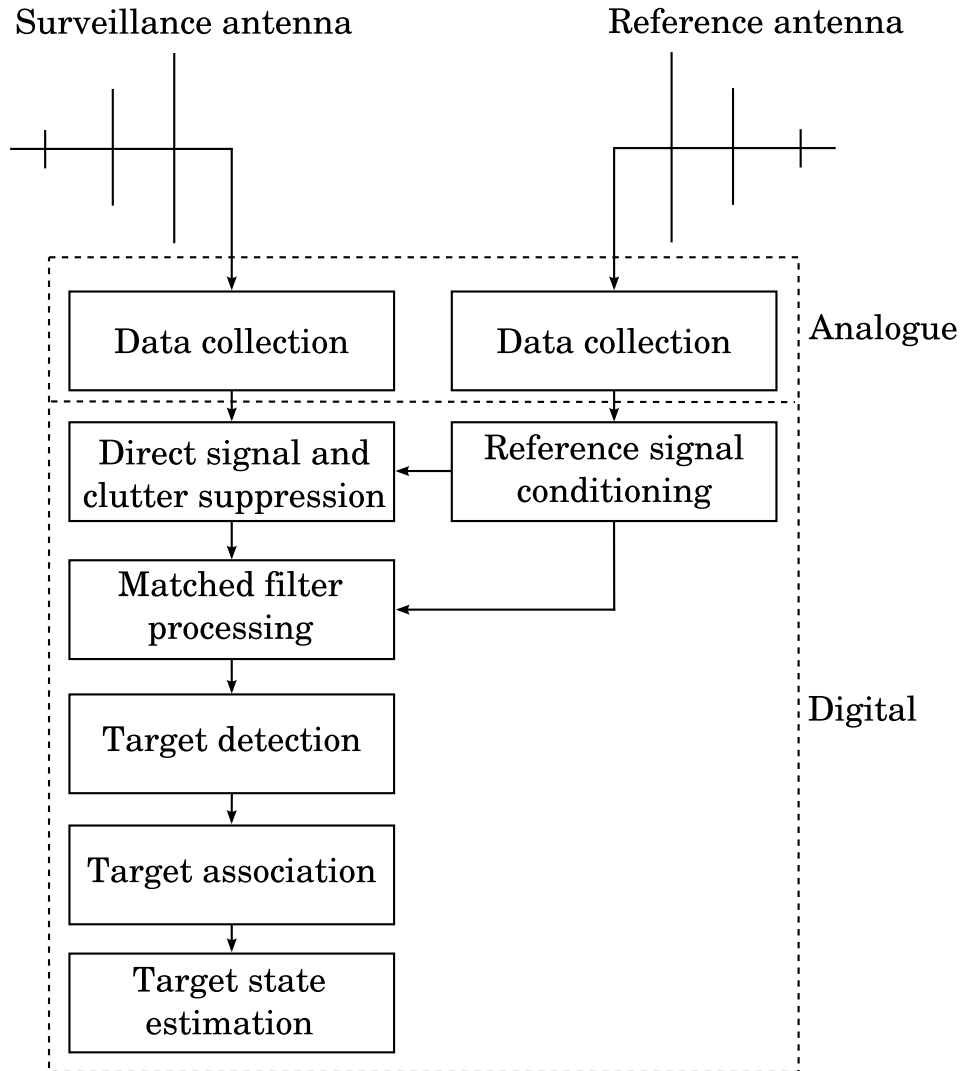 Surveillance antenna
Reference antenna
Data collection
Data collection
Analogue
Direct signal and
clutter suppression
Reference signal
conditioning
Matched filter
processing
Target detection
Digital
Target association
Target state
estimation